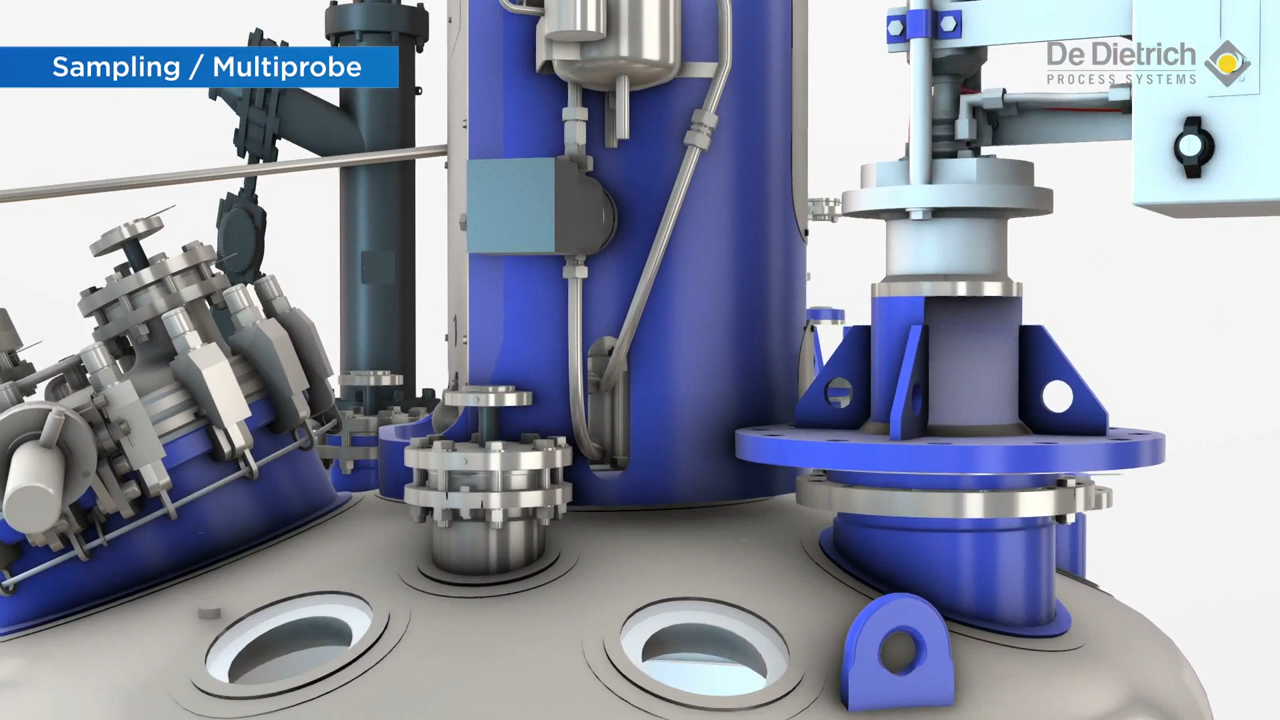 Sampling / Multiprobe
De Dietrich
PROCESS SYSTEMS